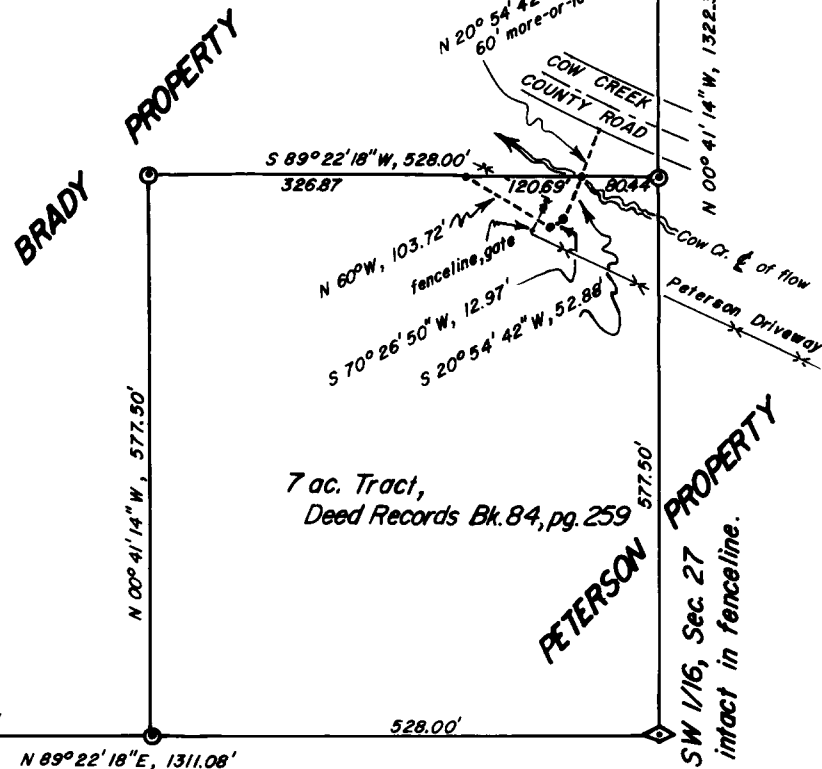 N 20° 54' 42"
60' more-or-
N 00° 41' 14" W, 1322.
COW CREEK
COUNTY ROAD
BRADY PROPERTY
S 89° 22' 18" W, 528.00'
326.87
120.69'
80.44
N 60° W, 103.72'
fenceline, gate
Cow Cr. ₵ of flow
S 70° 26' 50" W, 12.97'
S 20° 54' 42" W, 52.88'
Peterson Driveway
N 00° 41' 14" W, 577.50'
577.50'
7 ac. Tract,
Deed Records Bk. 84, pg. 259
PETERSON PROPERTY
SW 1/16, Sec. 27
intact in fenceline.
528.00'
N 89° 22' 18" E, 1311.08'